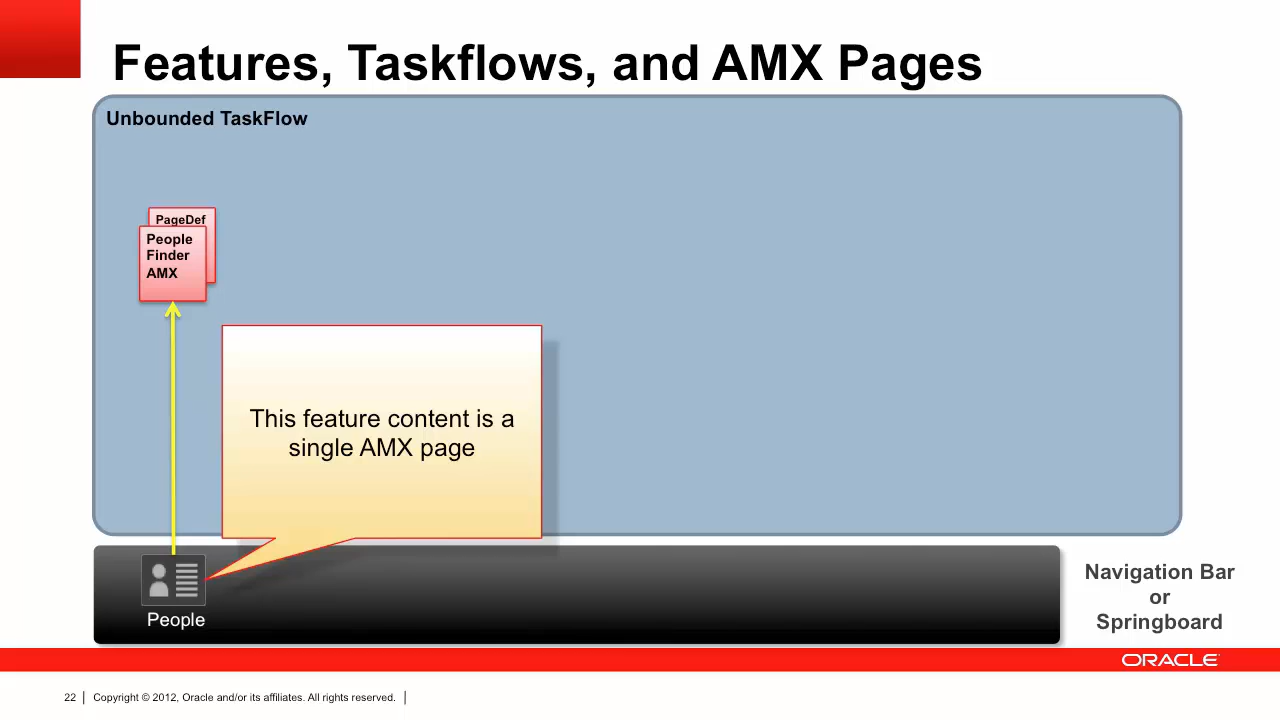 Features, Taskflows, and AMX Pages
Unbounded TaskFlow
PageDef
People
Finder
AMX
This feature content is a
single AMX page
People
Navigation Bar
or
Springboard
ORACLE
22 | Copyright © 2012, Oracle and/or its affiliates. All rights reserved. |